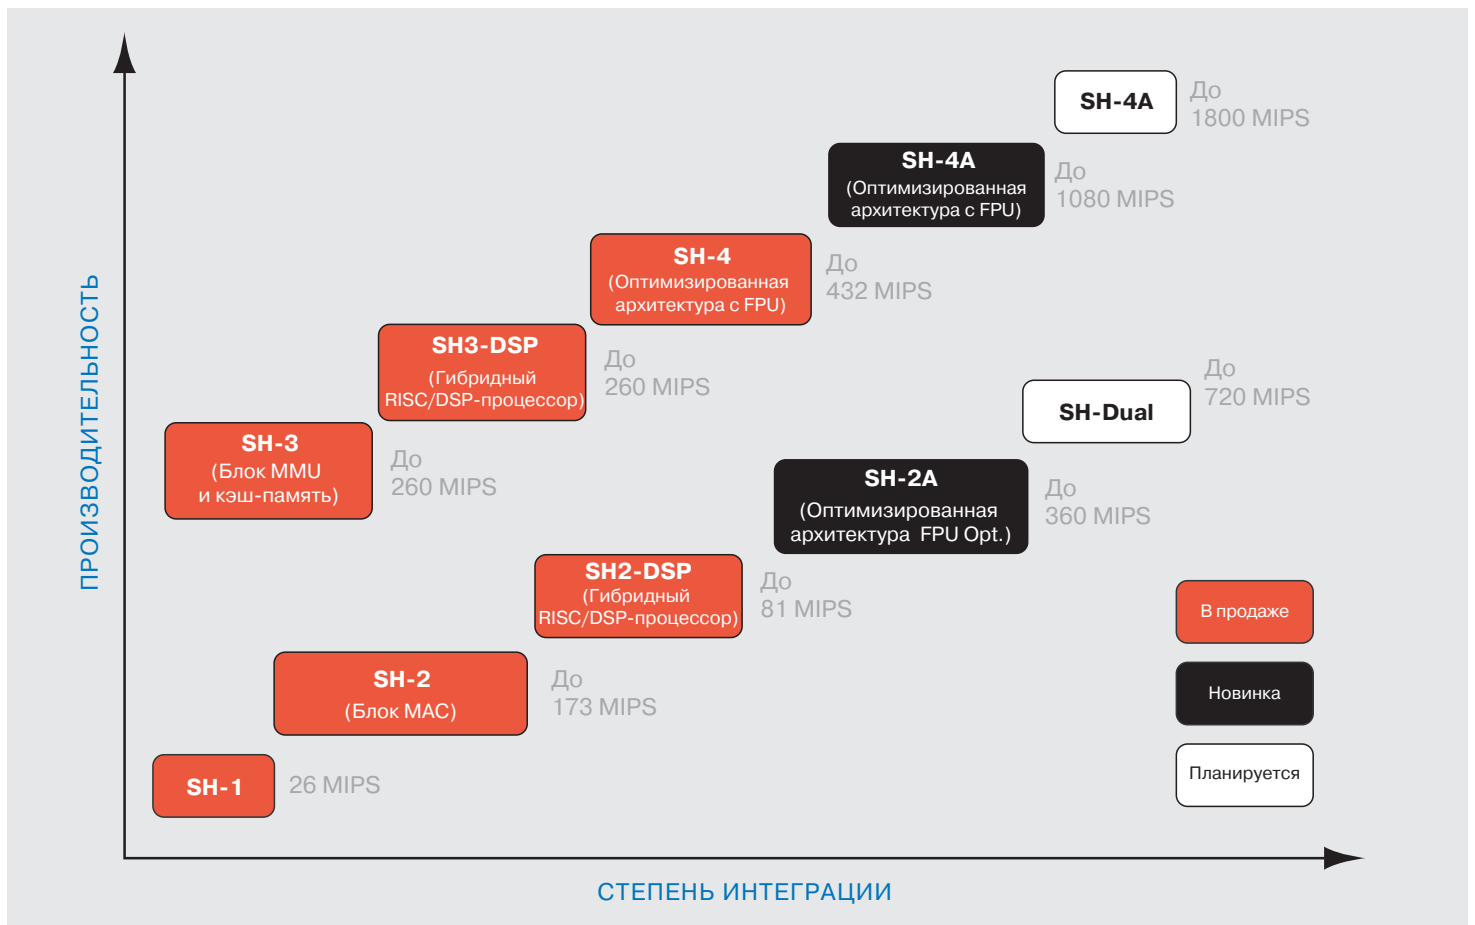 SH-4A
До
1800 MIPS
SH-4A
(Оптимизированная
архитектура с FPU)
До
1080 MIPS
SH-4
(Оптимизированная
архитектура с FPU)
До
432 MIPS
SH3-DSP
(Гибридный
RISC/DSP-процессор)
До
260 MIPS
SH-3
(Блок MMU
и кэш-память)
До
260 MIPS
SH-Dual
До
720 MIPS
SH-2A
(Оптимизированная
архитектура FPU Opt.)
До
360 MIPS
SH2-DSP
(Гибридный
RISC/DSP-процессор)
До
81 MIPS
SH-2
(Блок MAC)
До
173 MIPS
SH-1
26 MIPS
В продаже
Новинка
Планируется
ПРОИЗВОДИТЕЛЬНОСТЬ
СТЕПЕНЬ ИНТЕГРАЦИИ